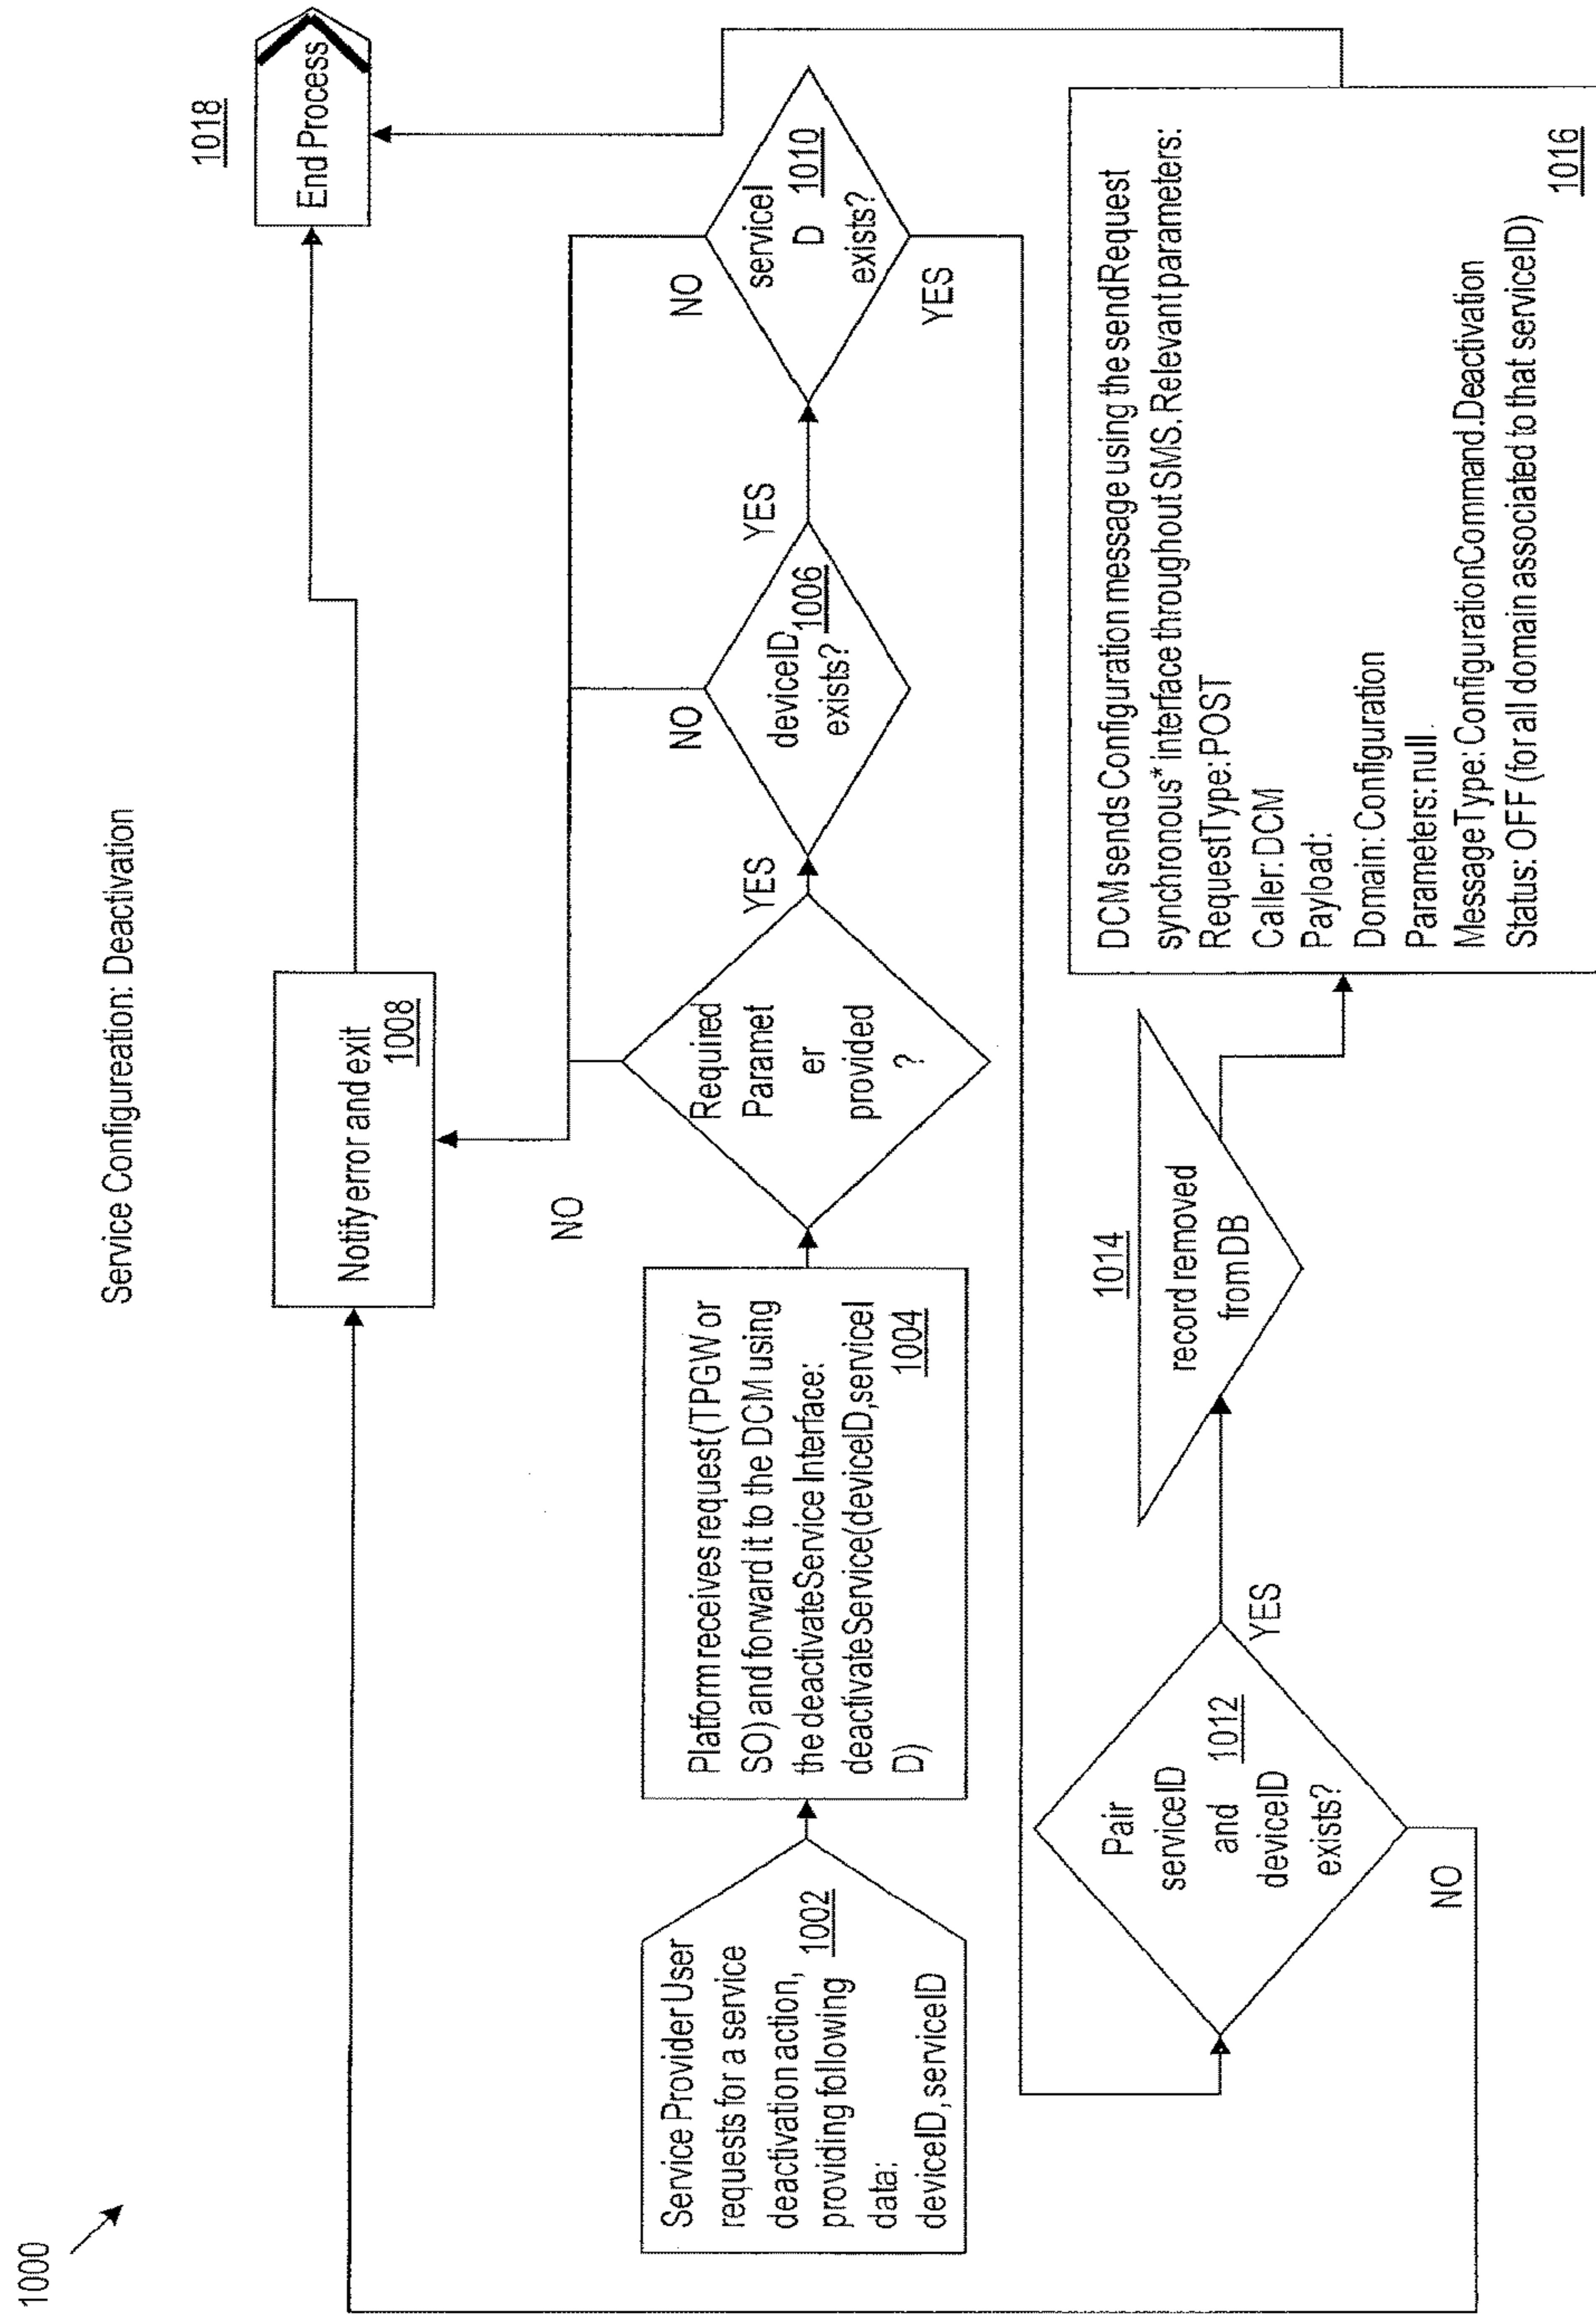 1000
Service Configureation: Deactivation
Service Provider User
requests for a service
deactivation action,
providing following
data:
deviceID, serviceID
1002
Platform receives request (TPGW or
SO) and forward it to the DCM using
the deactivateService Interface:
deactivateService(deviceID,serviceI
D)
1004
Required
Paramet
er
provided
?
NO
YES
Notify error and exit
1008
deviceID
exists?
1006
NO
YES
serviceI
D
exists?
1010
NO
YES
1018
End Process
Pair
serviceID
and
deviceID
exists?
1012
NO
YES
1014
record removed
from DB
DCM sends Configuration message using the sendRequest
synchronous* interface throughout SMS. Relevant parameters:
RequestType: POST
Caller: DCM
Payload:
Domain: Configuration
Parameters: null
MessageType: ConfigurationCommand.Deactivation
Status: OFF (for all domain associated to that serviceID)
1016